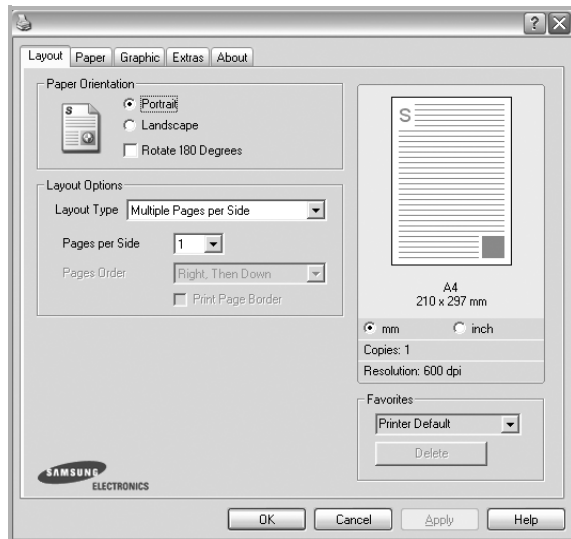 ?
Layout Paper Graphic Extras About
Paper Orientation
S
Portrait
Landscape
Rotate 180 Degrees
Layout Options
Layout Type Multiple Pages per Side
Pages per Side 1
Pages Order Right, Then Down
Print Page Border
S
A4
210 x 297 mm
mm inch
Copies: 1
Resolution: 600 dpi
Favorites
Printer Default
Delete
SAMSUNG
ELECTRONICS
OK Cancel Apply Help